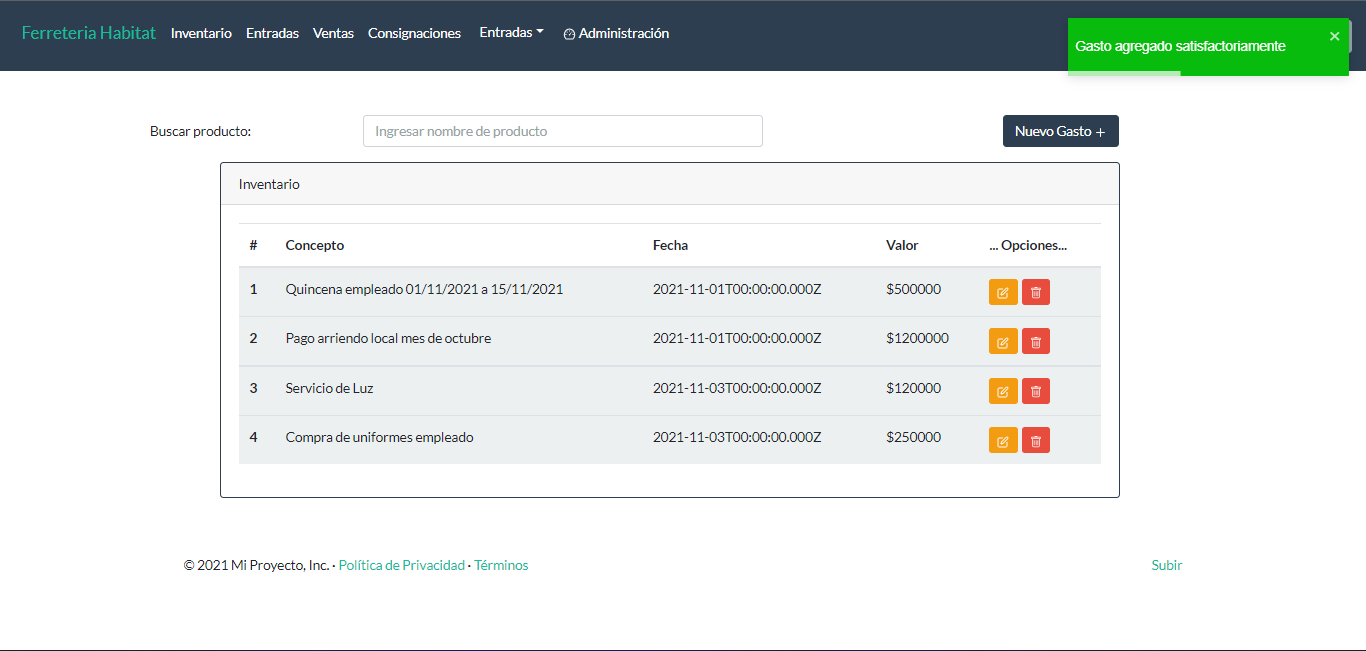 Ferreteria Habitat Inventario Entradas Ventas Consignaciones Entradas Administración
Gasto agregado satisfactoriamente ×
Buscar producto: Ingresar nombre de producto Nuevo Gasto +
Inventario
# Concepto Fecha Valor ... Opciones...
1 Quincena empleado 01/11/2021 a 15/11/2021 2021-11-01T00:00:00.000Z $500000
2 Pago arriendo local mes de octubre 2021-11-01T00:00:00.000Z $1200000
3 Servicio de Luz 2021-11-03T00:00:00.000Z $120000
4 Compra de uniformes empleado 2021-11-03T00:00:00.000Z $250000
© 2021 Mi Proyecto, Inc. · Política de Privacidad · Términos Subir